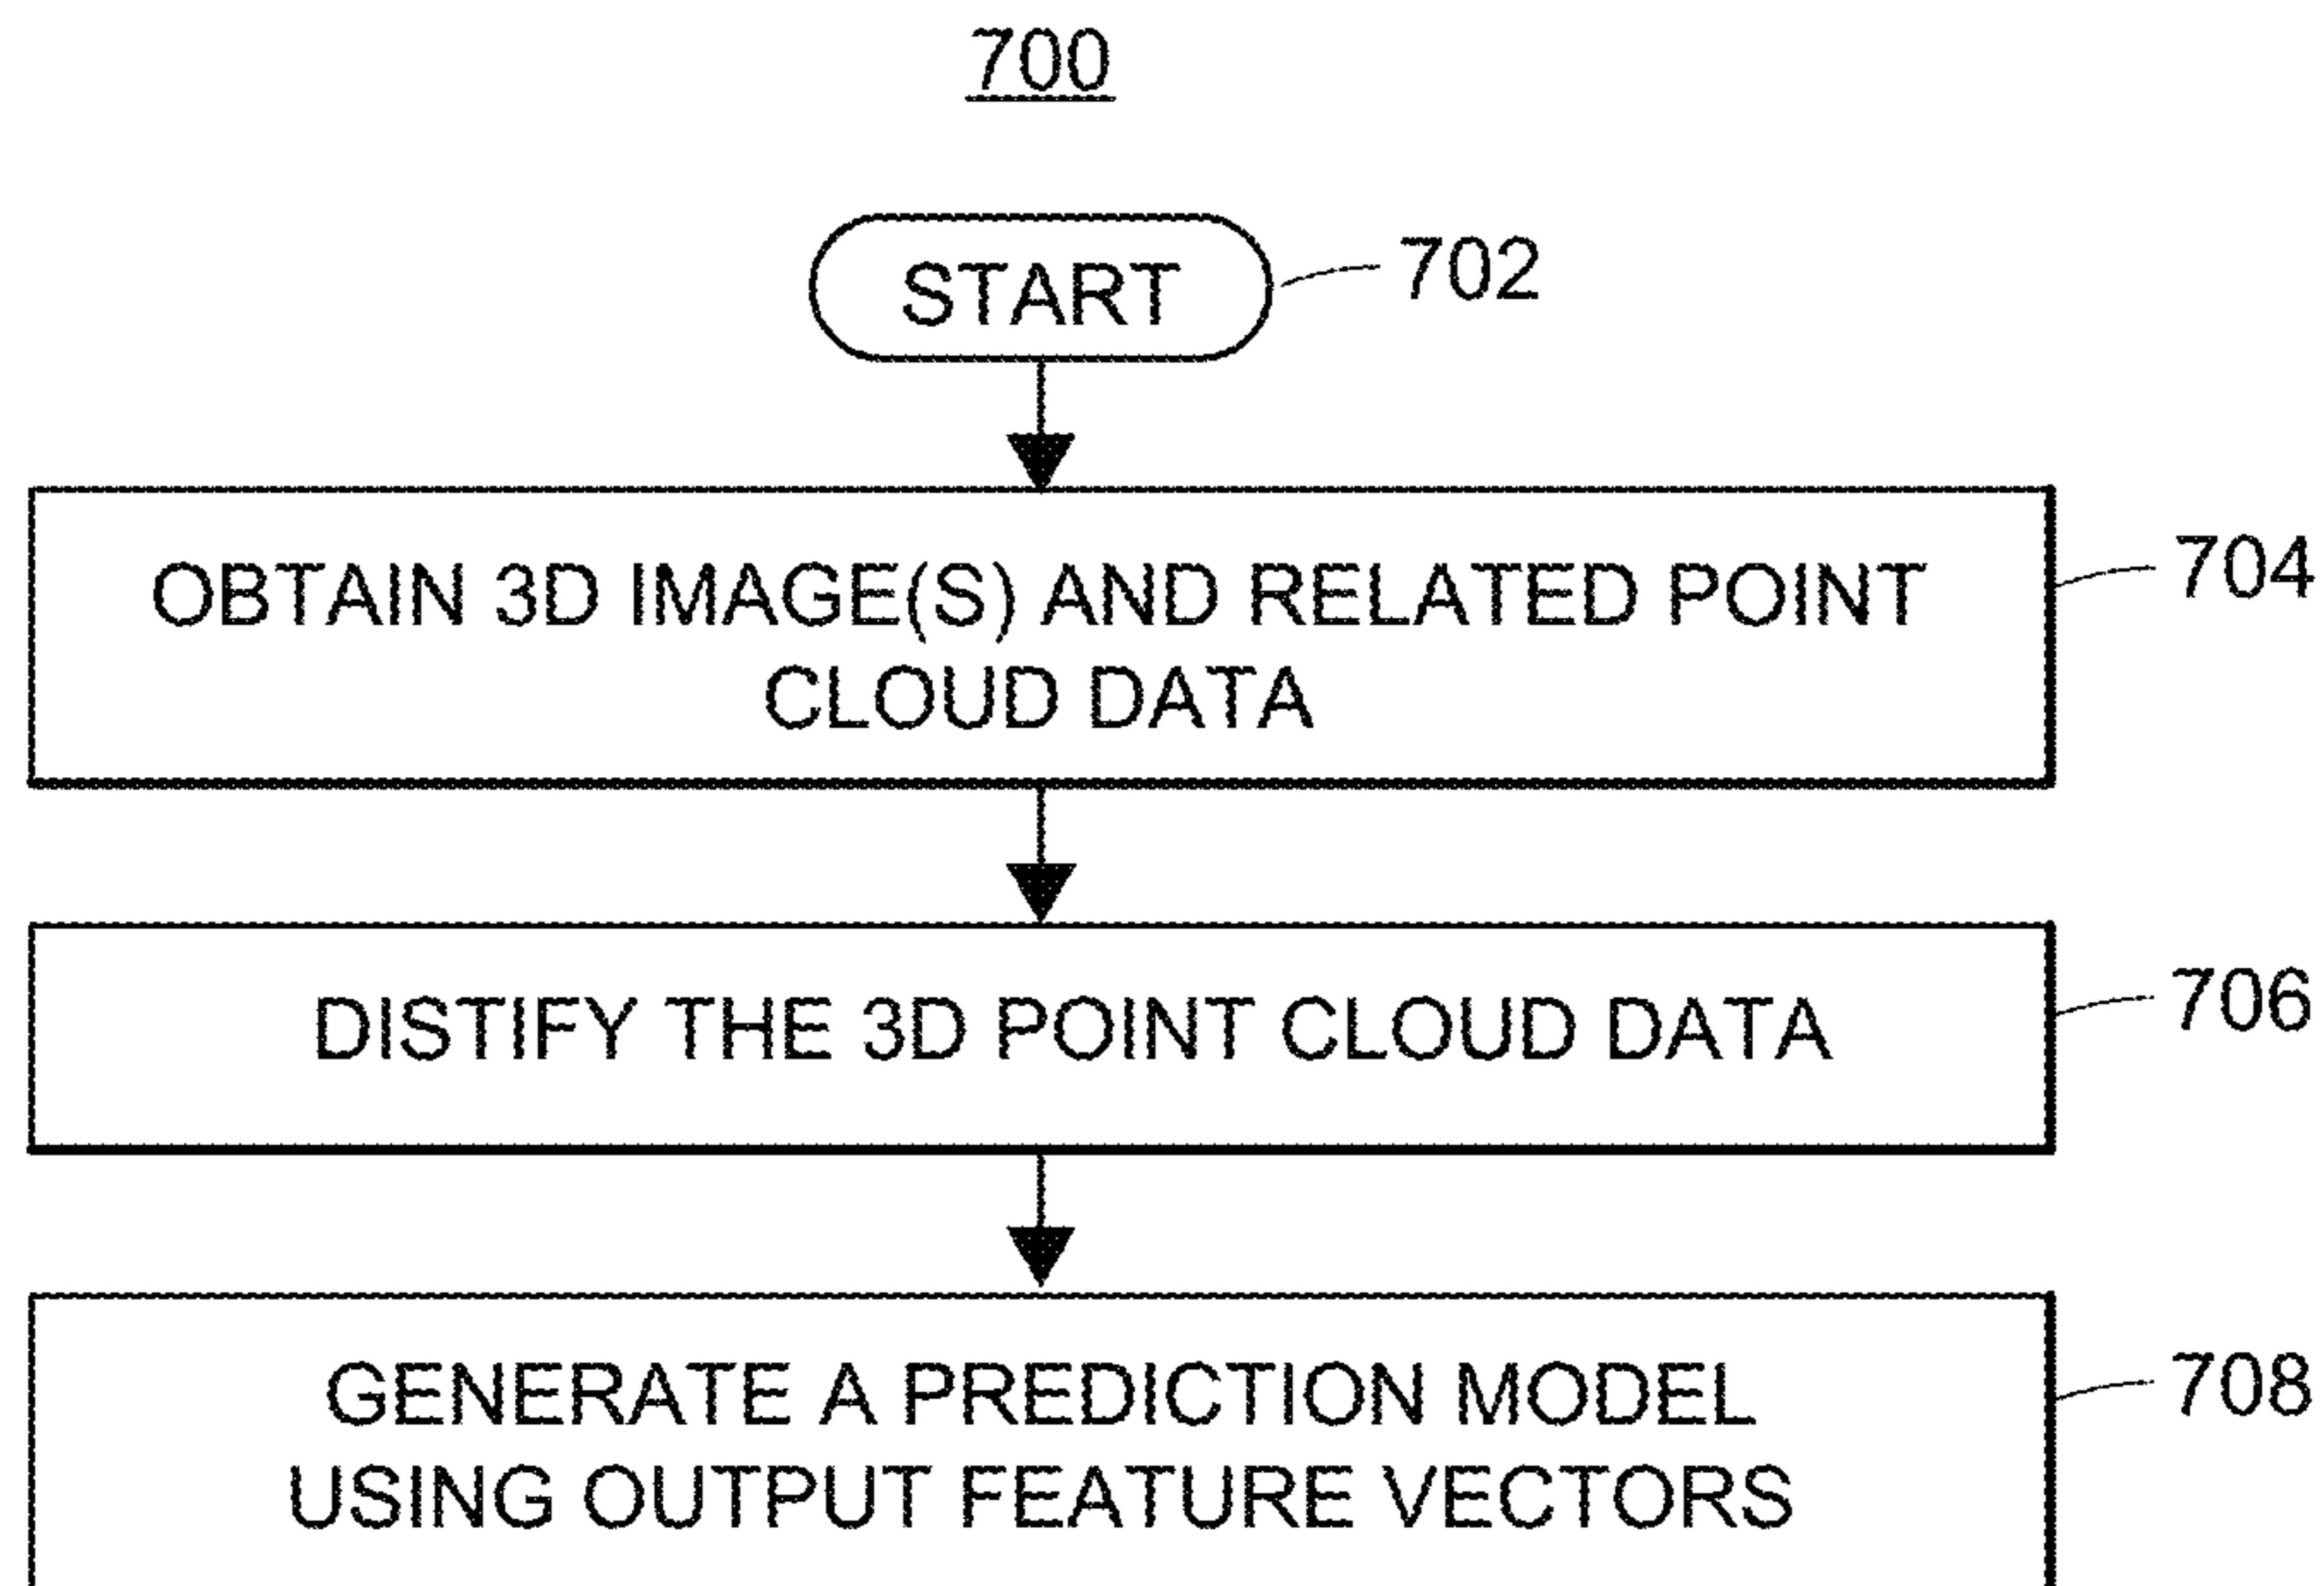 700
START
702
OBTAIN 3D IMAGE(S) AND RELATED POINT
CLOUD DATA
704
DISTIFY THE 3D POINT CLOUD DATA
706
GENERATE A PREDICTION MODEL
USING OUTPUT FEATURE VECTORS
708